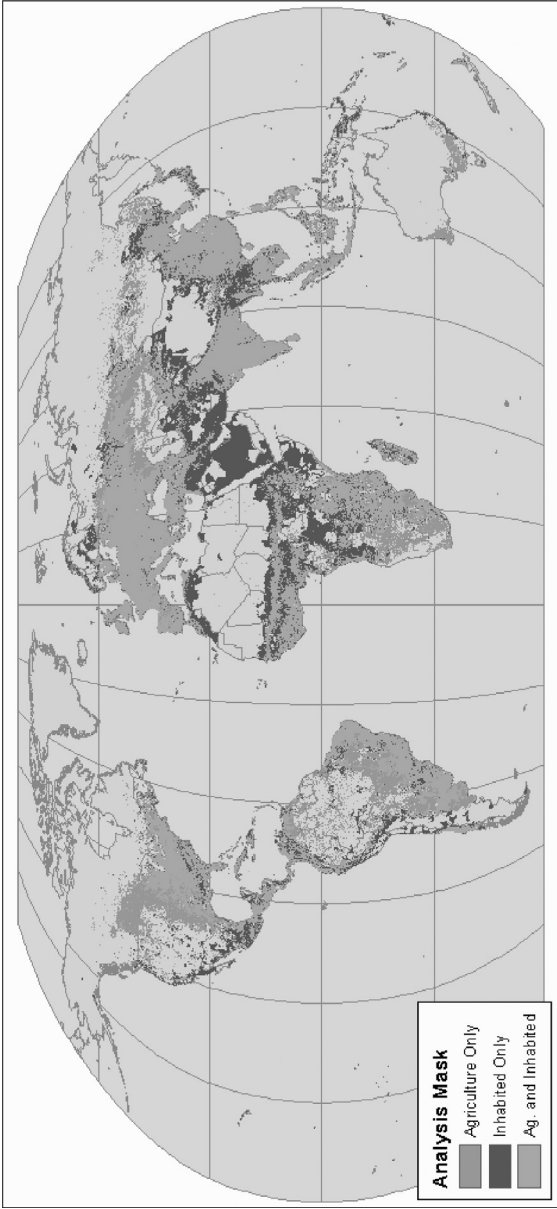 Analysis Mask
Agriculture Only
Inhabited Only
Ag. and Inhabited